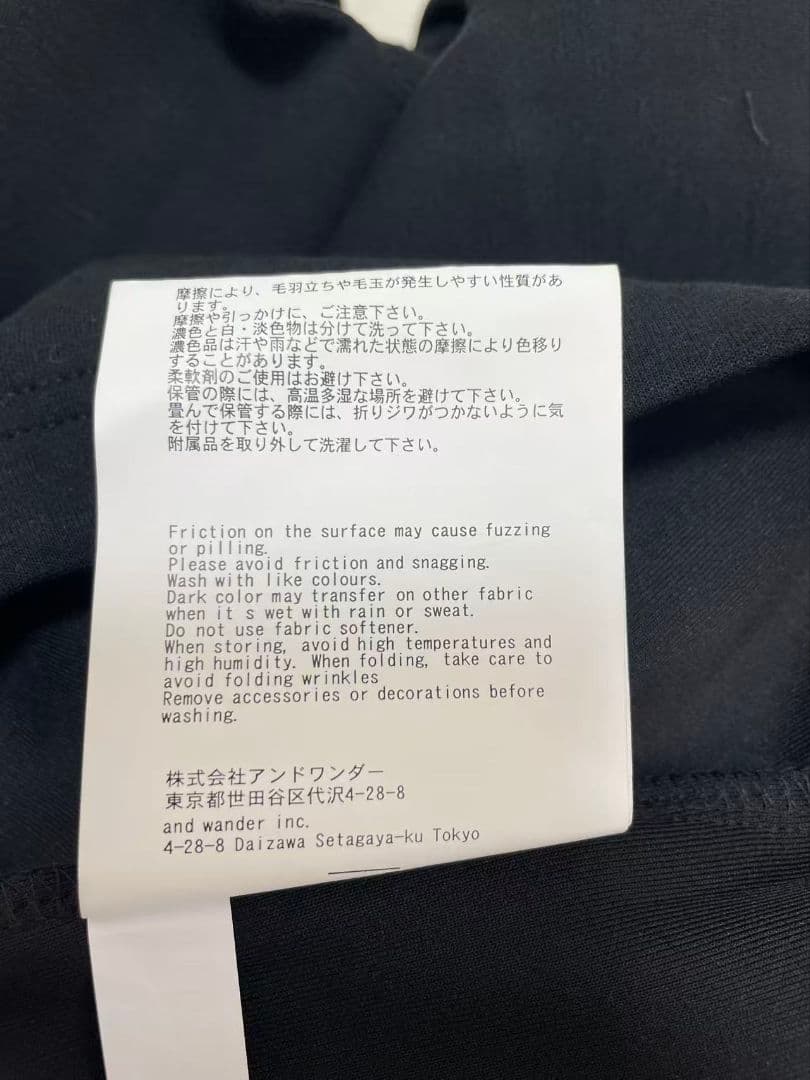 摩擦により、毛羽立ちや毛玉が発生しやすい性質があ
ります。
摩擦や引っかけに、ご注意下さい。
濃色と白・淡色物は分けて洗って下さい。
濃色品は汗や雨などで濡れた状態の摩擦により色移り
することがあります。
柔軟剤のご使用はお避け下さい。
保管の際には、高温多湿な場所を避けて下さい。
畳んで保管する際には、折りジワがつかないように気
を付けて下さい。
附属品を取り外して洗濯して下さい。
Friction on the surface may cause fuzzing
or pilling.
Please avoid friction and snagging.
Wash with like colours.
Dark color may transfer on other fabric
when it s wet with rain or sweat.
Do not use fabric softener.
When storing, avoid high temperatures and
high humidity. When folding, take care to
avoid folding wrinkles
Remove accessories or decorations before
washing.
株式会社アンドワンダー
東京都世田谷区代沢4-28-8
and wander inc.
4-28-8 Daizawa Setagaya-ku Tokyo